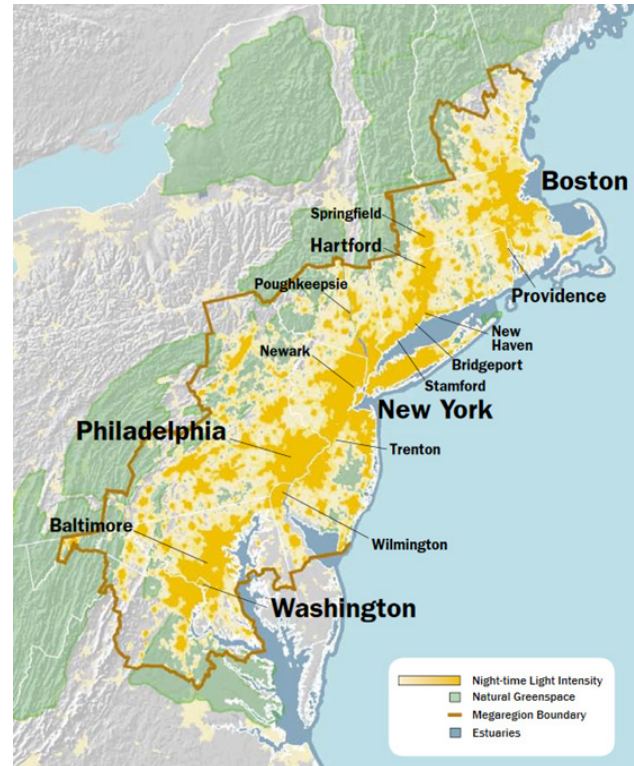 Boston
Springfield
Hartford
Poughkeepsie
Providence
New
Haven
Newark
Bridgeport
Stamford
New York
Philadelphia
Trenton
Baltimore
Wilmington
Washington
Night-time Light Intensity
Natural Greenspace
Megaregion Boundary
Estuaries